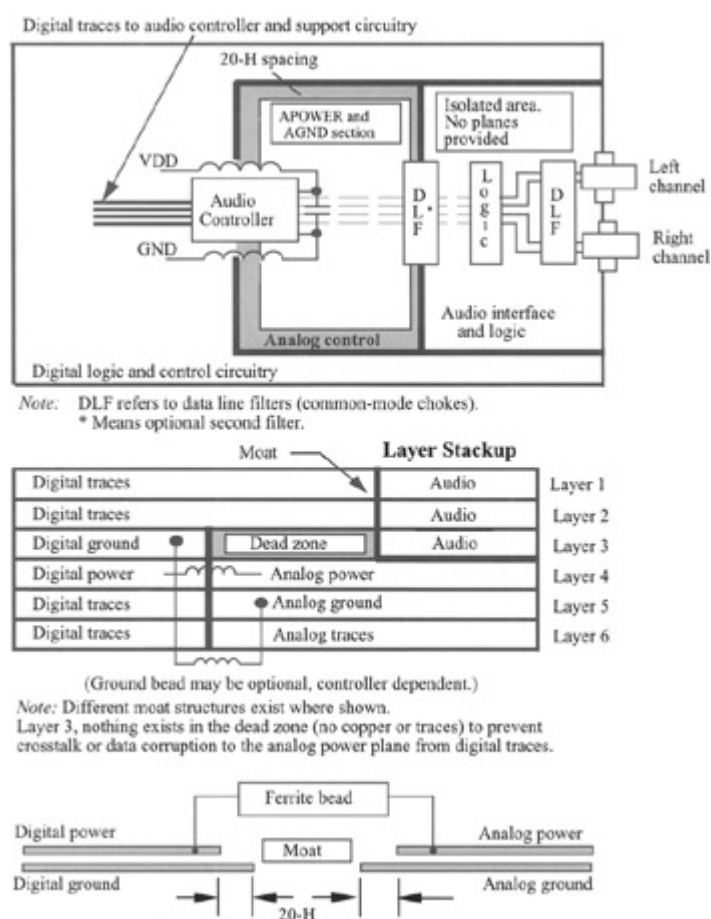 Digital traces to audio controller and support circuitry
20-H spacing
APOWER and
AGND section
Isolated area.
No planes
provided
VDD
Audio
Controller
GND
DLF*
Logic
DLF
Left
channel
Right
channel
Analog control
Audio interface
and logic
Digital logic and control circuitry
Note: DLF refers to data line filters (common-mode chokes).
* Means optional second filter.
Moat
Layer Stackup
Digital traces Audio Layer 1
Digital traces Audio Layer 2
Digital ground Dead zone Audio Layer 3
Digital power Analog power Layer 4
Digital traces Analog ground Layer 5
Digital traces Analog traces Layer 6
(Ground bead may be optional, controller dependent.)
Note: Different moat structures exist where shown.
Layer 3, nothing exists in the dead zone (no copper or traces) to prevent
crosstalk or data corruption to the analog power plane from digital traces.
Ferrite bead
Digital power Analog power
Moat
Digital ground Analog ground
20-H